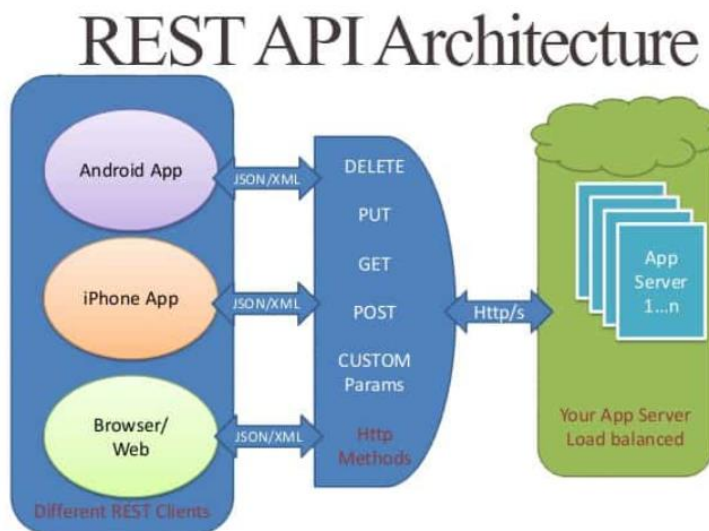 REST API Architecture
Android App
JSON/XML
iPhone App
JSON/XML
Browser/
Web
JSON/XML
Different REST Clients
DELETE
PUT
GET
POST
CUSTOM
Params
Http
Methods
Http/s
App
Server
1...n
Your App Server
Load balanced